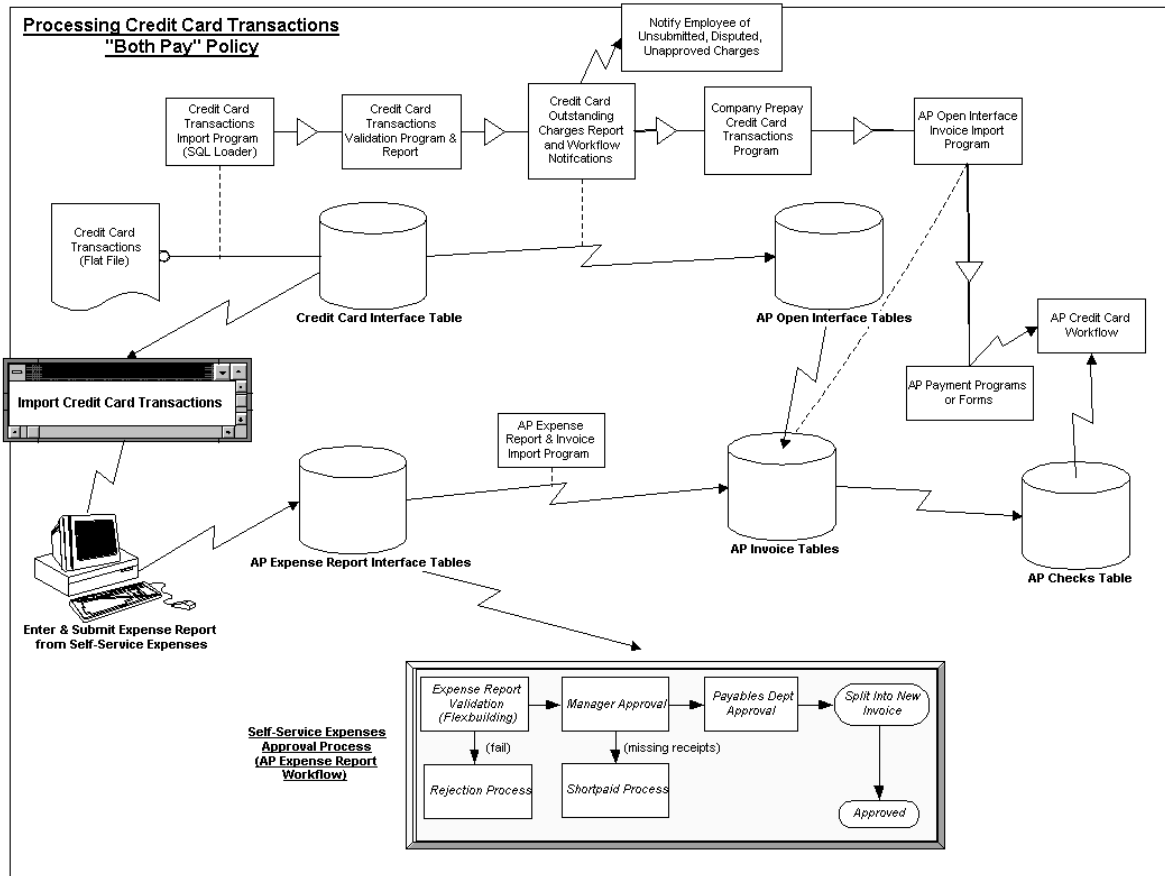 Processing Credit Card Transactions
"Both Pay" Policy
Notify Employee of
Unsubmitted, Disputed,
Unapproved Charges
Credit Card
Transactions
Import Program
(SQL Loader)
Credit Card
Transactions
Validation Program &
Report
Credit Card
Outstanding
Charges Report
and Workflow
Notifcations
Company Prepay
Credit Card
Transactions
Program
AP Open Interface
Invoice Import
Program
Credit Card
Transactions
(Flat File)
Credit Card Interface Table
AP Open Interface Tables
AP Credit Card
Workflow
Import Credit Card Transactions
AP Payment Programs
or Forms
AP Expense
Report & Invoice
Import Program
AP Expense Report Interface Tables
AP Invoice Tables
AP Checks Table
Enter & Submit Expense Report
from Self-Service Expenses
Self-Service Expenses
Approval Process
(AP Expense Report
Workflow)
Expense Report
Validation
(Flexbuilding)
Manager Approval
Payables Dept
Approval
Split Into New
Invoice
(fail)
(missing receipts)
Rejection Process
Shortpaid Process
Approved